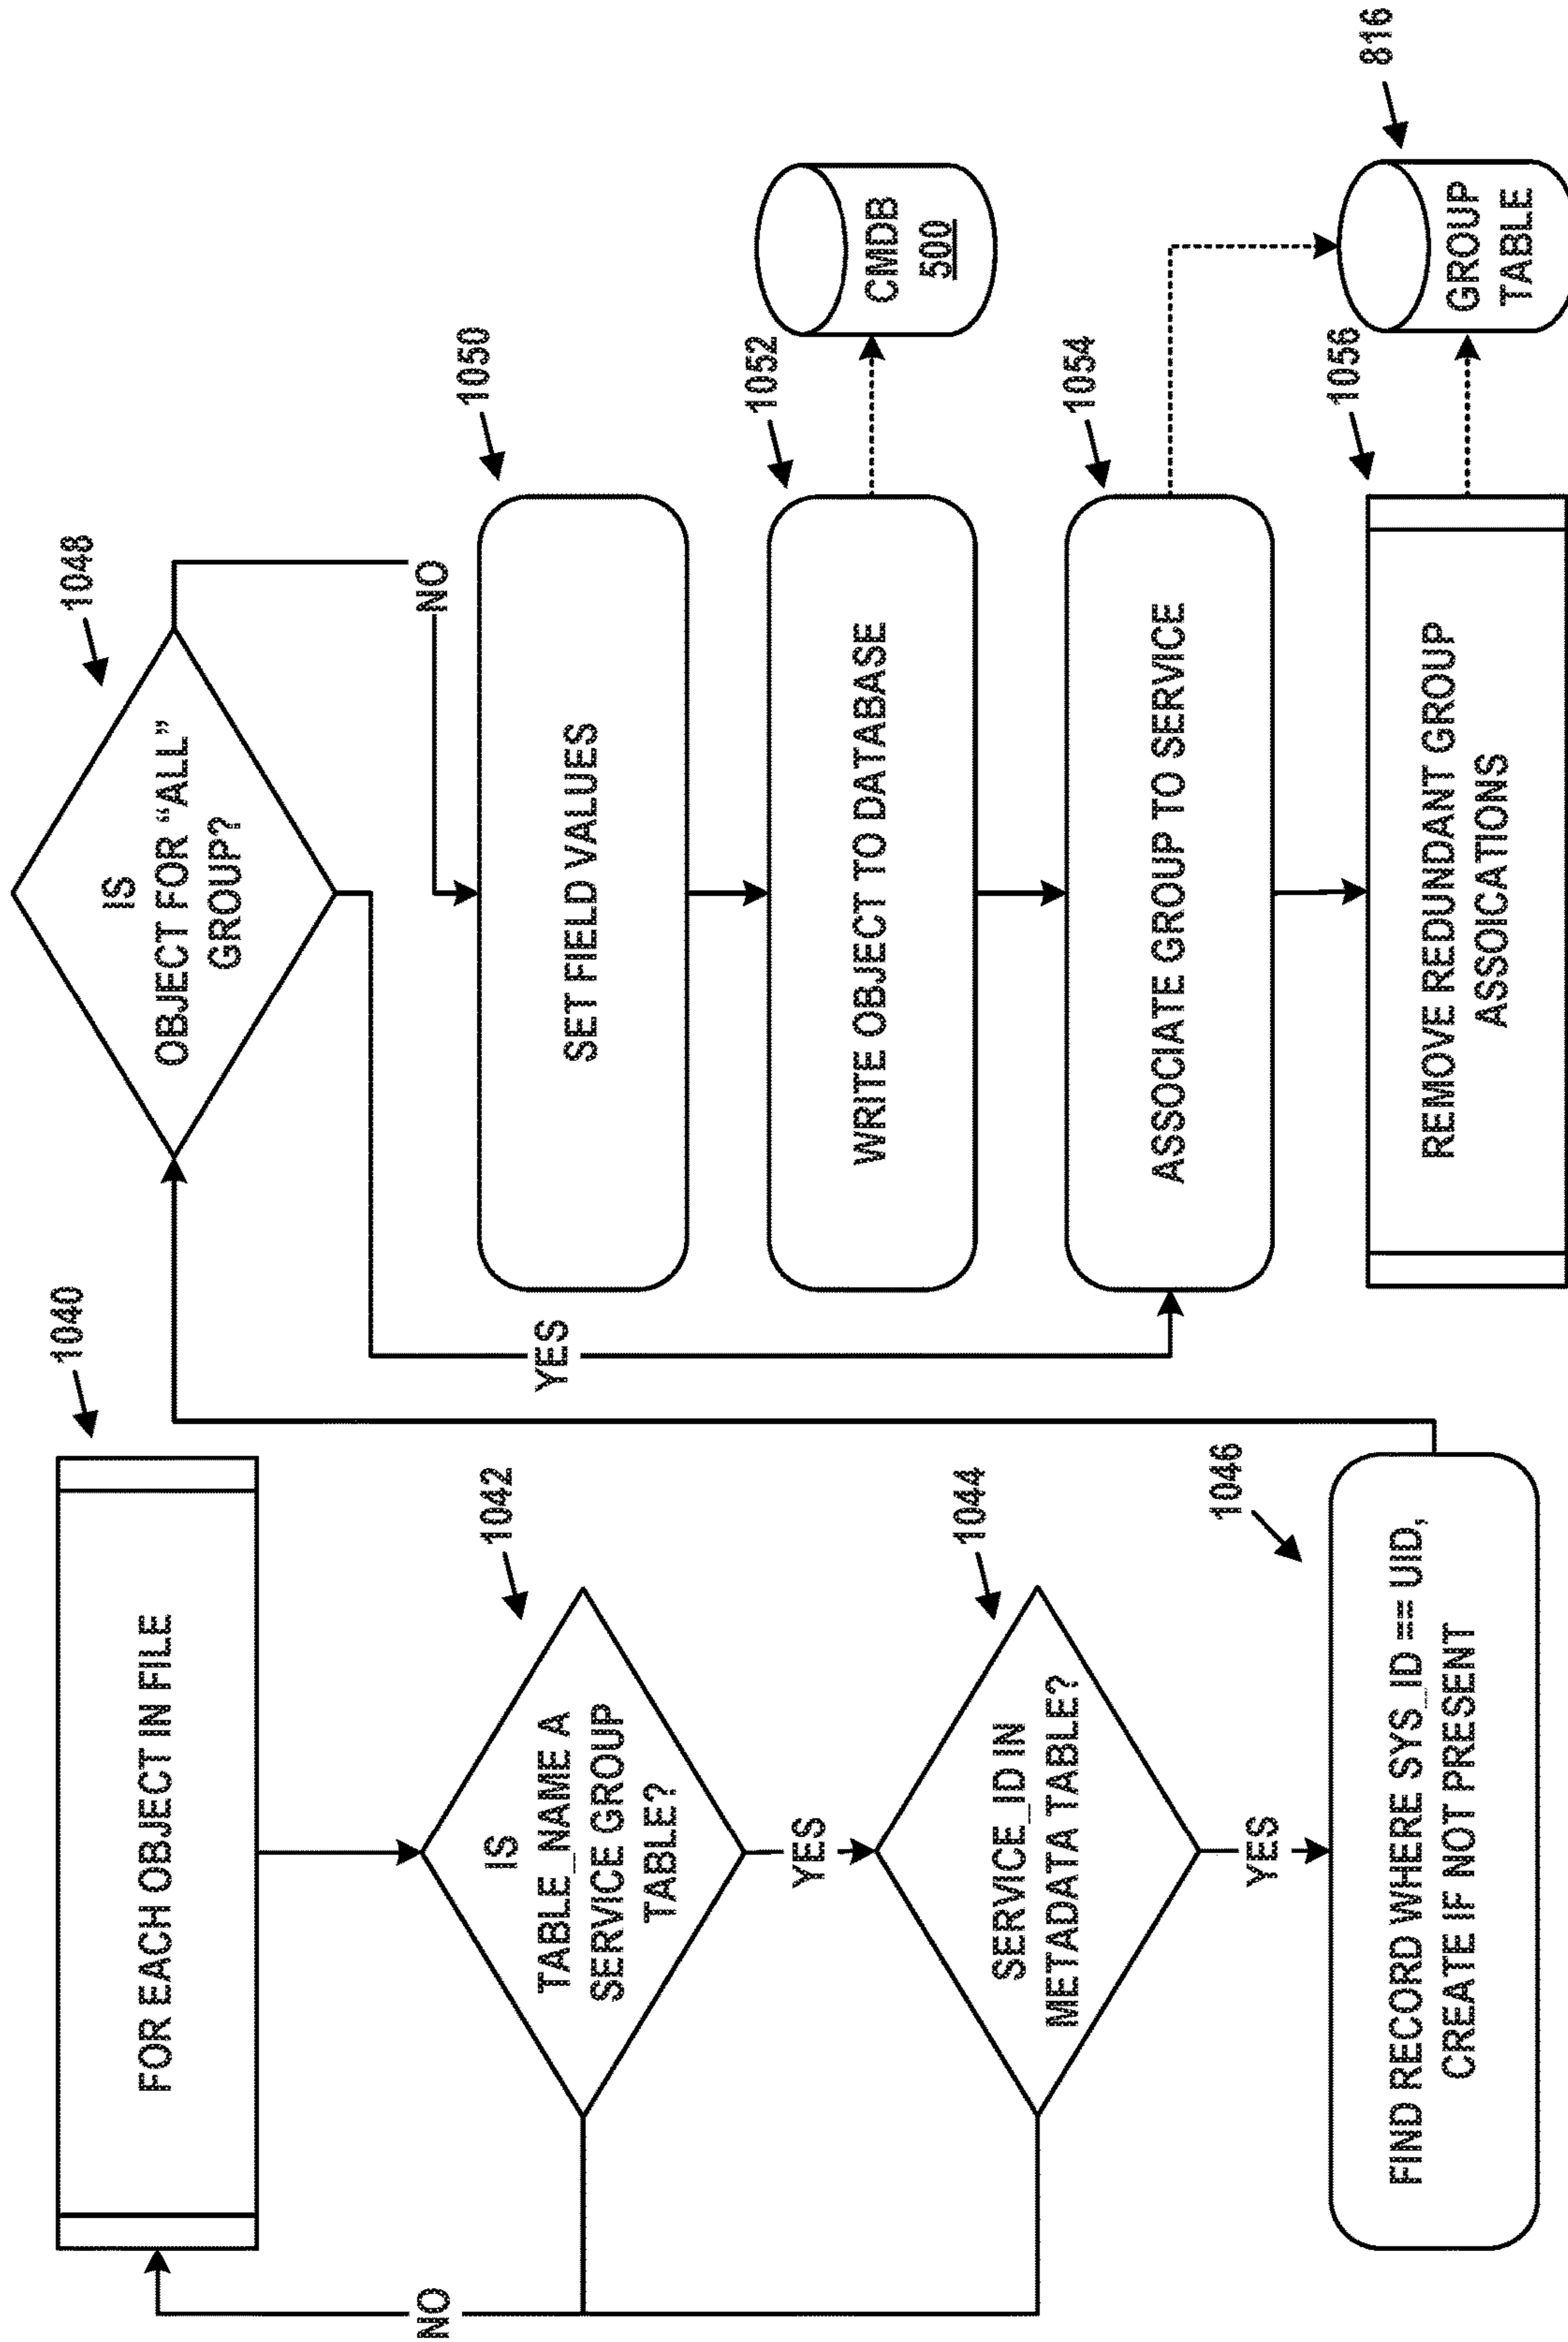 1040
FOR EACH OBJECT IN FILE
1042
IS
TABLE_NAME A
SERVICE GROUP
TABLE?
NO
YES
1044
SERVICE_ID IN
METADATA TABLE?
YES
1046
FIND RECORD WHERE SYS_ID == UID,
CREATE IF NOT PRESENT
1048
IS
OBJECT FOR “ALL”
GROUP?
NO
YES
1050
SET FIELD VALUES
1052
WRITE OBJECT TO DATABASE
CMDB
500
1054
ASSOCIATE GROUP TO SERVICE
1056
REMOVE REDUNDANT GROUP
ASSOICATIONS
816
GROUP
TABLE